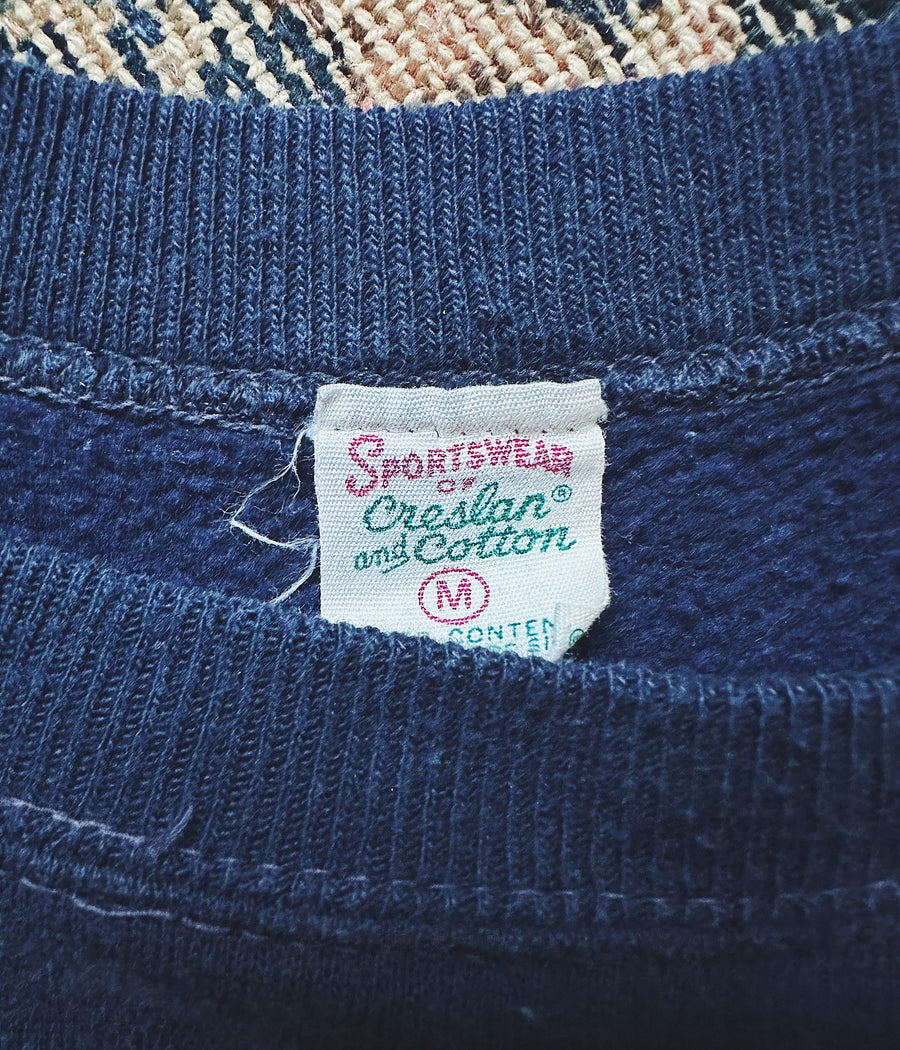 SPORTSWEAR
OF
Creslan®
and Cotton
M